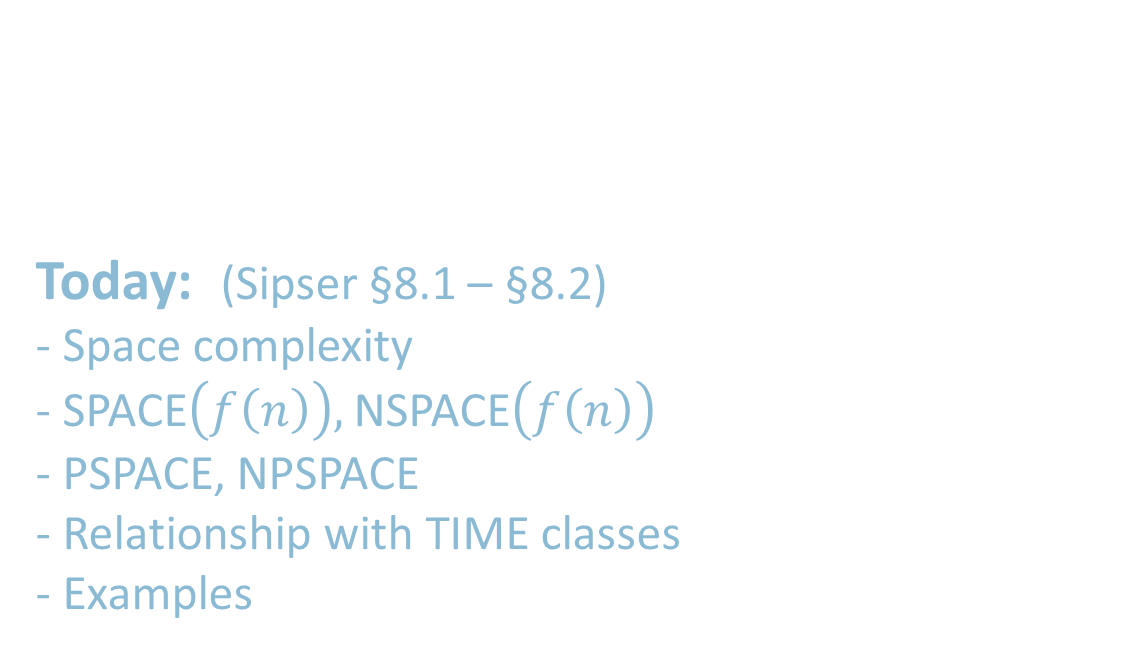 Today: (Sipser §8.1 – §8.2)
- Space complexity
- SPACE(𝑓(𝑛)), NSPACE(𝑓(𝑛))
- PSPACE, NPSPACE
- Relationship with TIME classes
- Examples